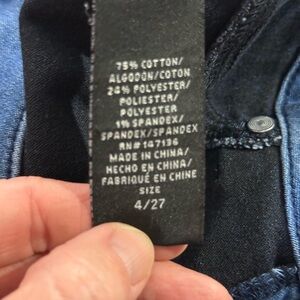 75% COTTON/
ALGODON/COTON
24% POLYESTER/
POLIESTER/
POLYESTER
1% SPANDEX/
SPANDEX/SPANDEX
RN# 147136
MADE IN CHINA/
HECHO EN CHINA/
FABRIQUÉ EN CHINE
SIZE
4/27